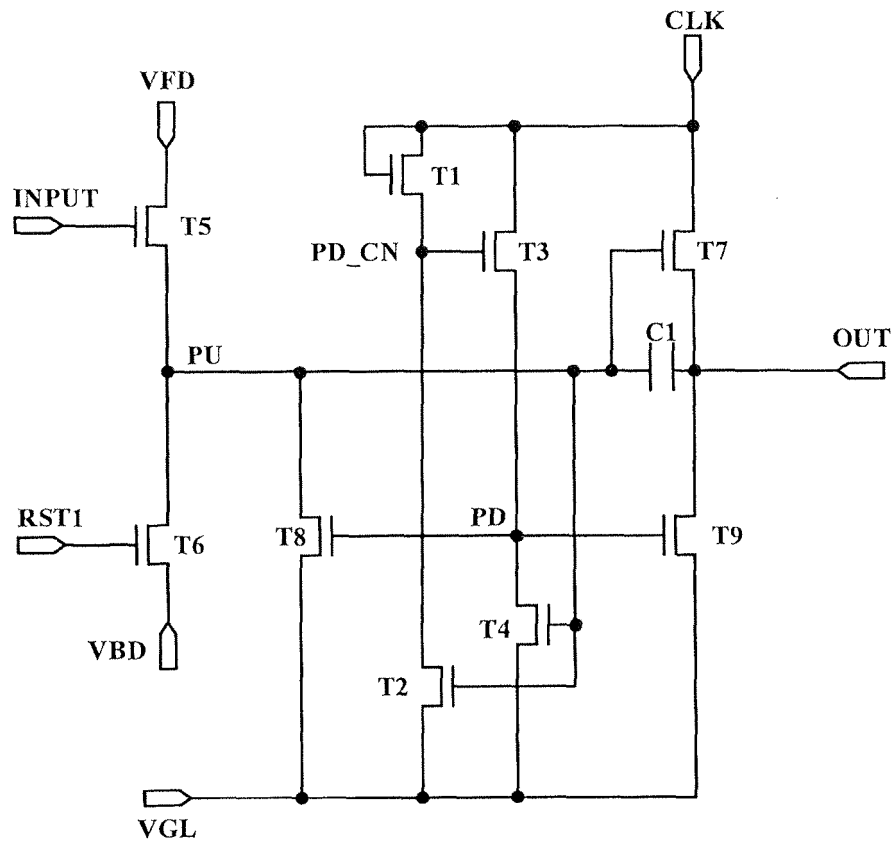 CLK
VFD
T1
INPUT
T5
PD_CN
T3
T7
C1
OUT
PU
RST1
T6
T8
PD
T9
T4
VBD
T2
VGL